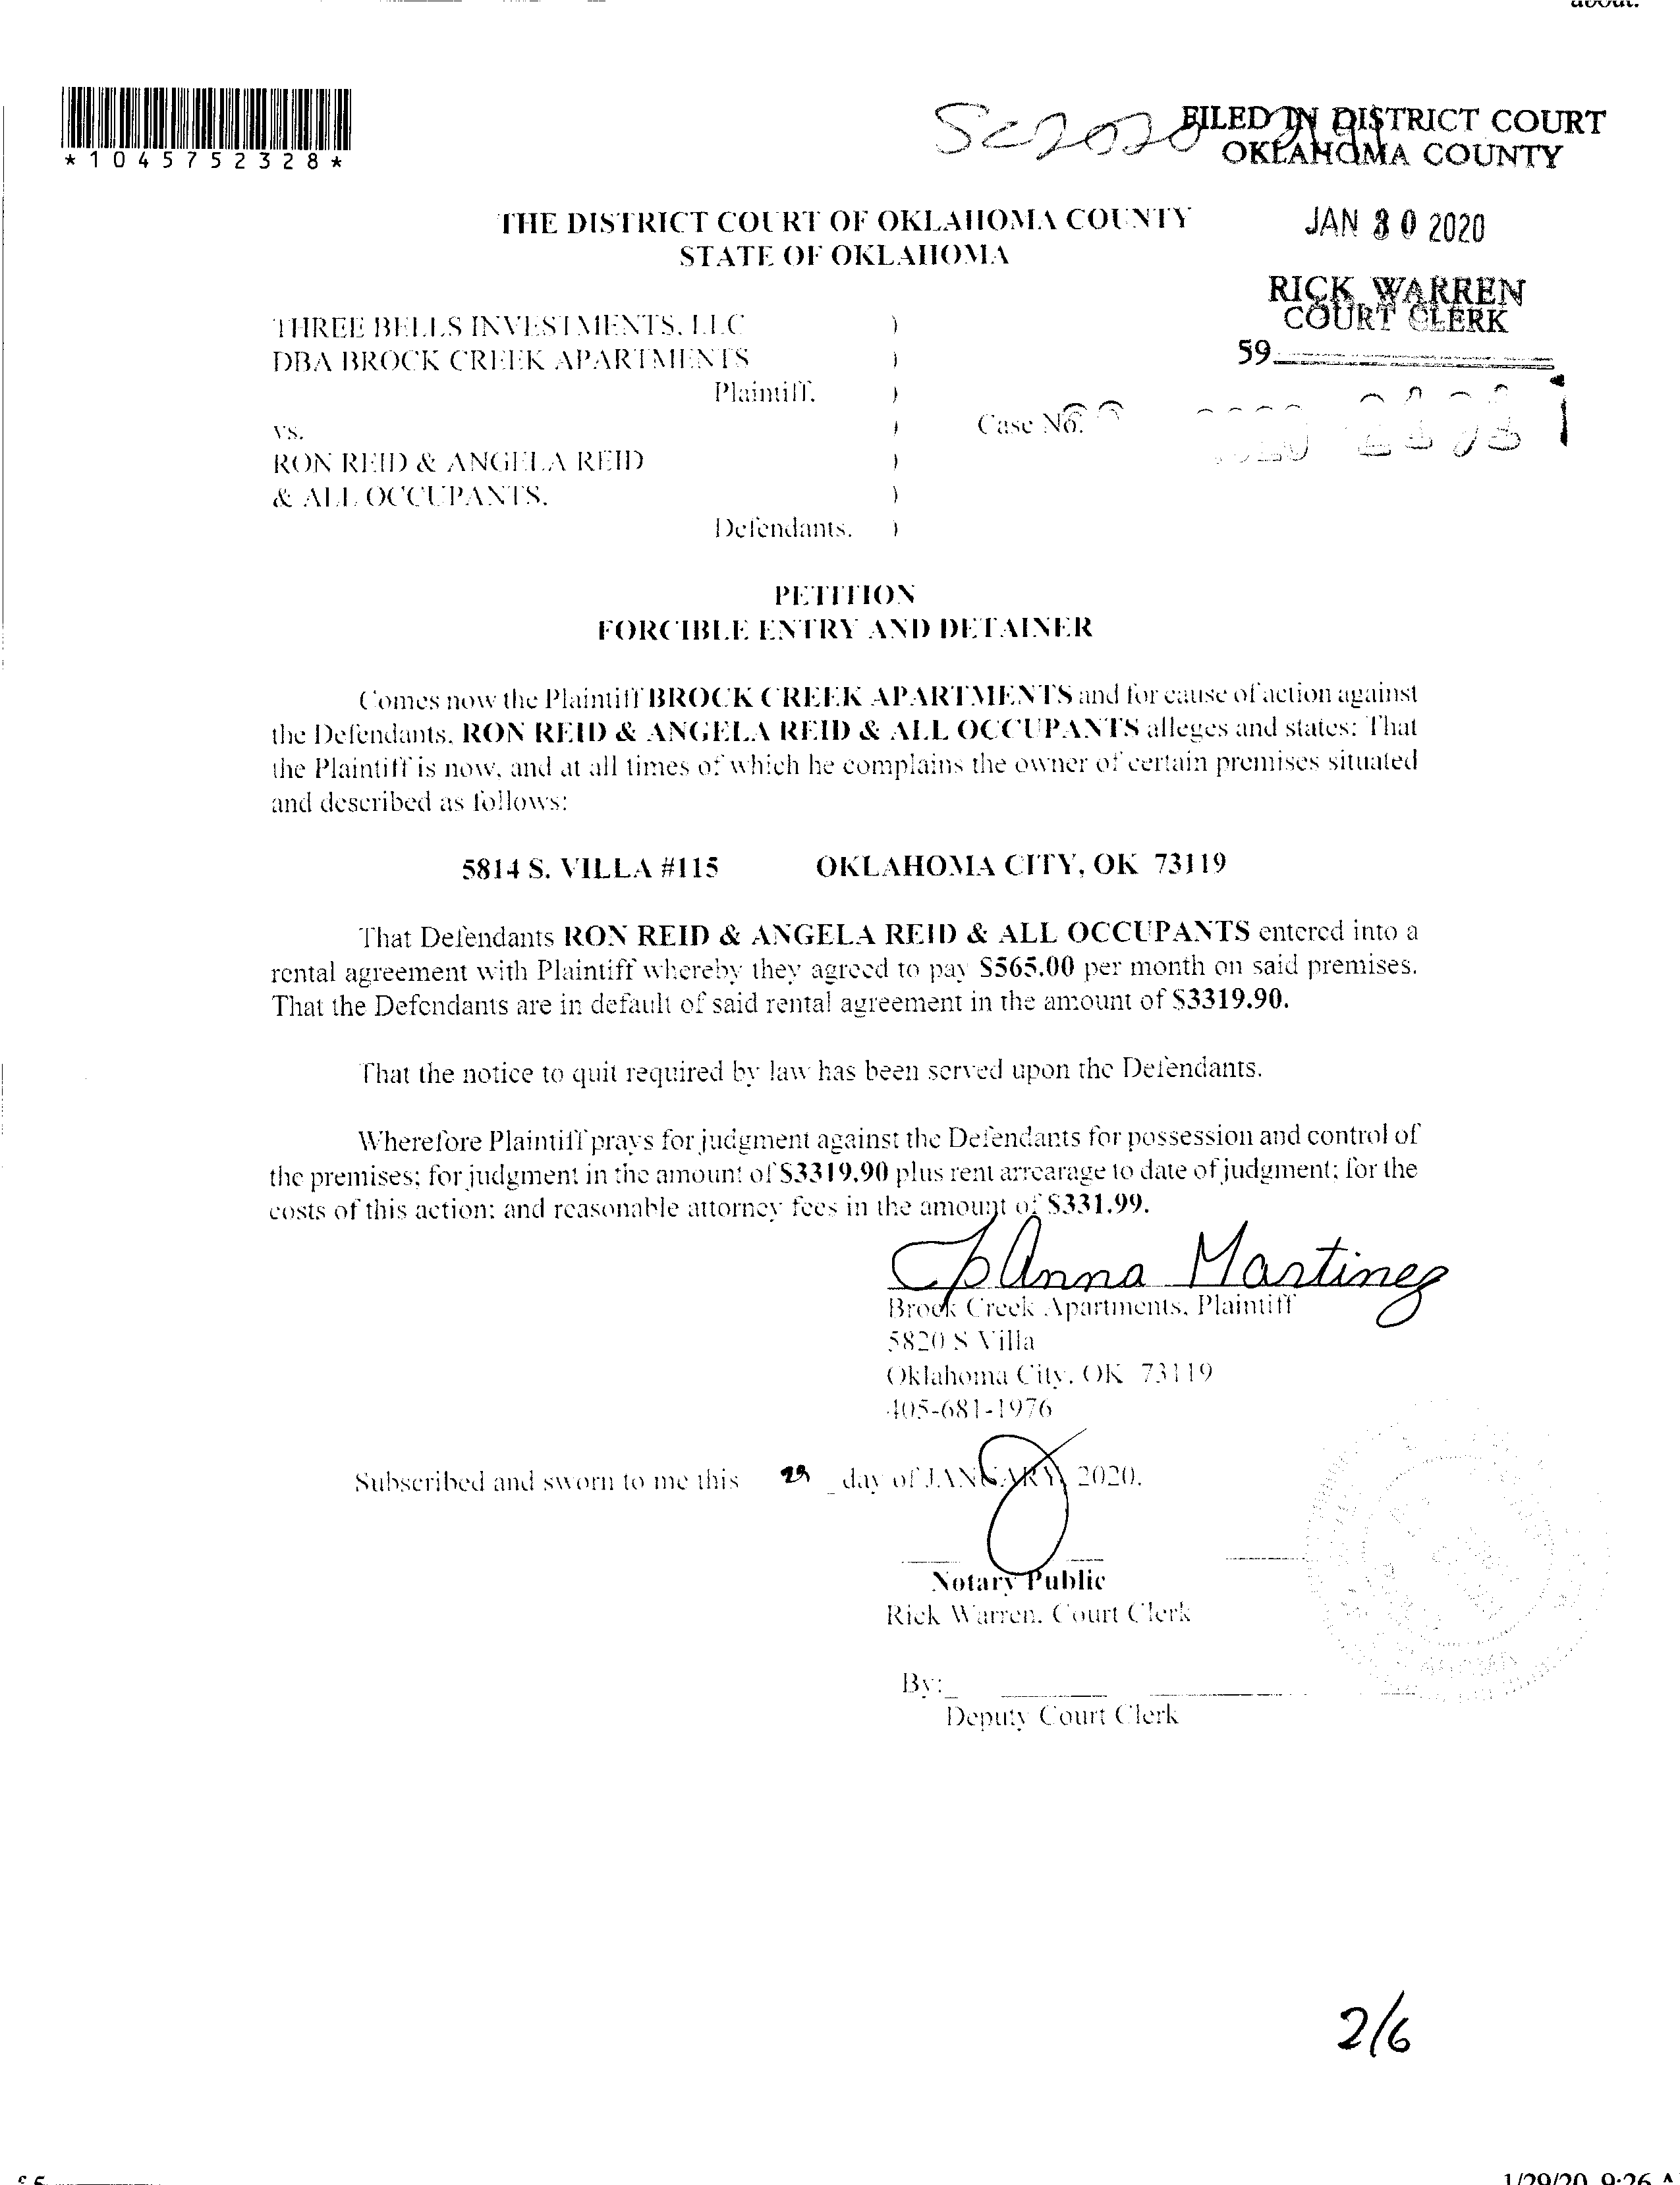 *1045752328*
FILED IN DISTRICT COURT
OKLAHOMA COUNTY
SC2020
JAN 30 2020
RICK WARREN
COURT CLERK
59
THE DISTRICT COURT OF OKLAHOMA COUNTY
STATE OF OKLAHOMA
THREE BELLS INVESTMENTS, LLC )
DBA BROCK CREEK APARTMENTS )
Plaintiff, )
vs. ) Case No.
RON REID & ANGELA REID )
& ALL OCCUPANTS, )
Defendants. )
PETITION
FORCIBLE ENTRY AND DETAINER
Comes now the Plaintiff BROCK CREEK APARTMENTS and for cause of action against
the Defendants, RON REID & ANGELA REID & ALL OCCUPANTS alleges and states: That
the Plaintiff is now, and at all times of which he complains the owner of certain premises situated
and described as follows:
5814 S. VILLA #115 OKLAHOMA CITY, OK 73119
That Defendants RON REID & ANGELA REID & ALL OCCUPANTS entered into a
rental agreement with Plaintiff whereby they agreed to pay $565.00 per month on said premises.
That the Defendants are in default of said rental agreement in the amount of $3319.90.
That the notice to quit required by law has been served upon the Defendants.
Wherefore Plaintiff prays for judgment against the Defendants for possession and control of
the premises; for judgment in the amount of $3319.90 plus rent arrearage to date of judgment; for the
costs of this action; and reasonable attorney fees in the amount of $331.99.
Anna Martinez
Brock Creek Apartments, Plaintiff
5820 S Villa
Oklahoma City, OK 73119
405-681-1976
Subscribed and sworn to me this 29 day of JANUARY, 2020.
Notary Public
Rick Warren, Court Clerk
By:
Deputy Court Clerk
2/6
1/29/20, 9:26 A